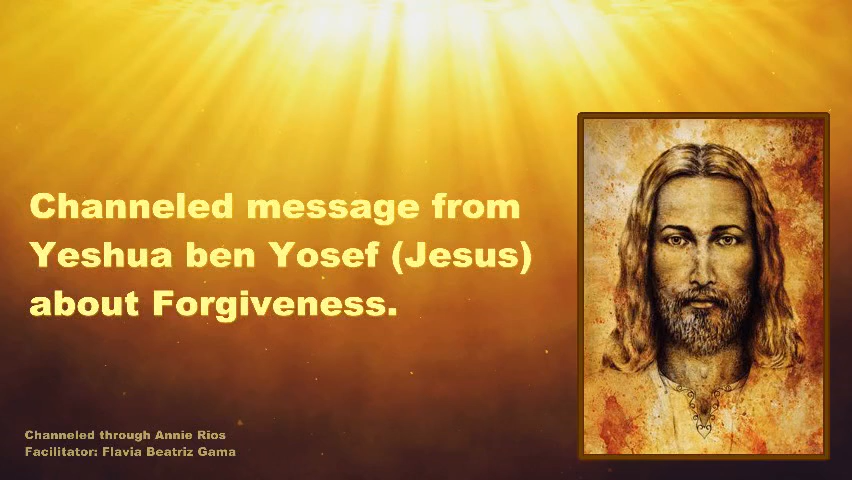 Channeled message from
Yeshua ben Yosef (Jesus)
about Forgiveness.
Channeled through Annie Rios
Facilitator: Flavia Beatriz Gama